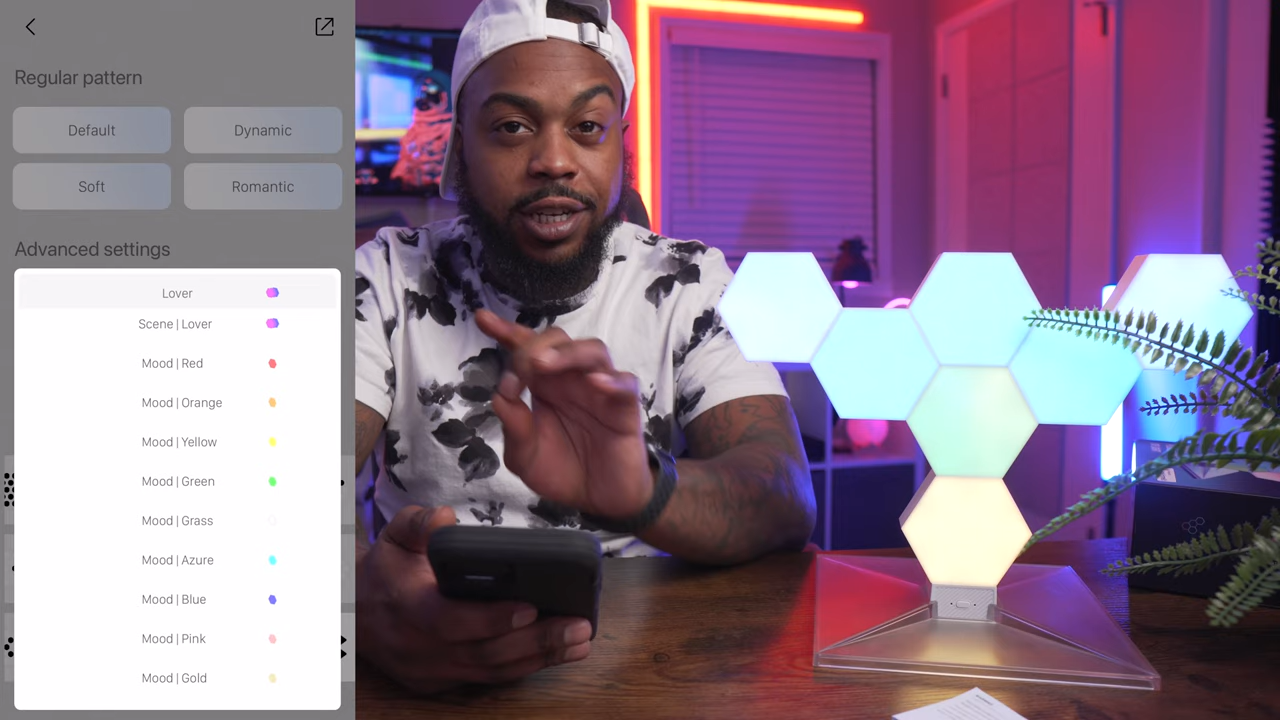 Regular pattern
Default
Dynamic
Soft
Romantic
Advanced settings
Lover
Scene | Lover
Mood | Red
Mood | Orange
Mood | Yellow
Mood | Green
Mood | Grass
Mood | Azure
Mood | Blue
Mood | Pink
Mood | Gold